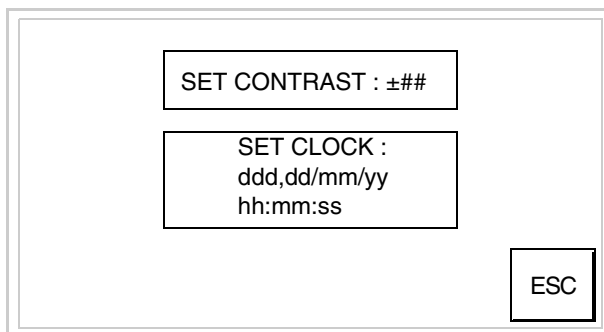 SET CONTRAST : ±##
SET CLOCK :
ddd,dd/mm/yy
hh:mm:ss
ESC